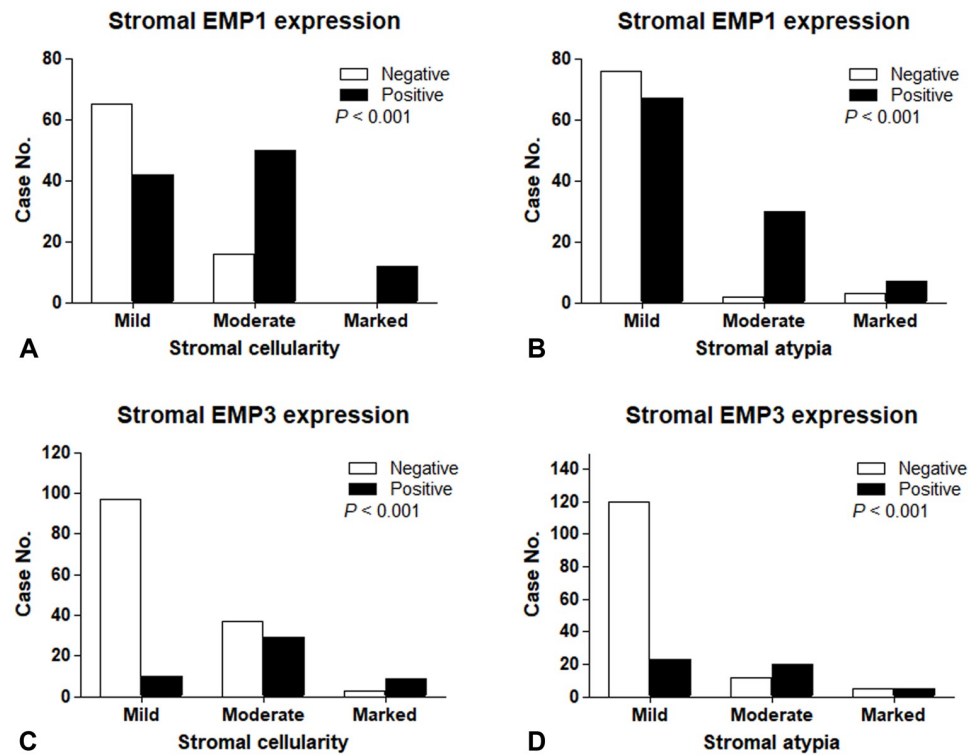 Stromal EMP1 expression
80
60
40
20
0
Case No.
Negative
Positive
P < 0.001
Mild Moderate Marked
Stromal cellularity
A
Stromal EMP1 expression
80
60
40
20
0
Case No.
Negative
Positive
P < 0.001
Mild Moderate Marked
Stromal atypia
B
Stromal EMP3 expression
120
100
80
60
40
20
0
Case No.
Negative
Positive
P < 0.001
Mild Moderate Marked
Stromal cellularity
C
Stromal EMP3 expression
140
120
100
80
60
40
20
0
Case No.
Negative
Positive
P < 0.001
Mild Moderate Marked
Stromal atypia
D